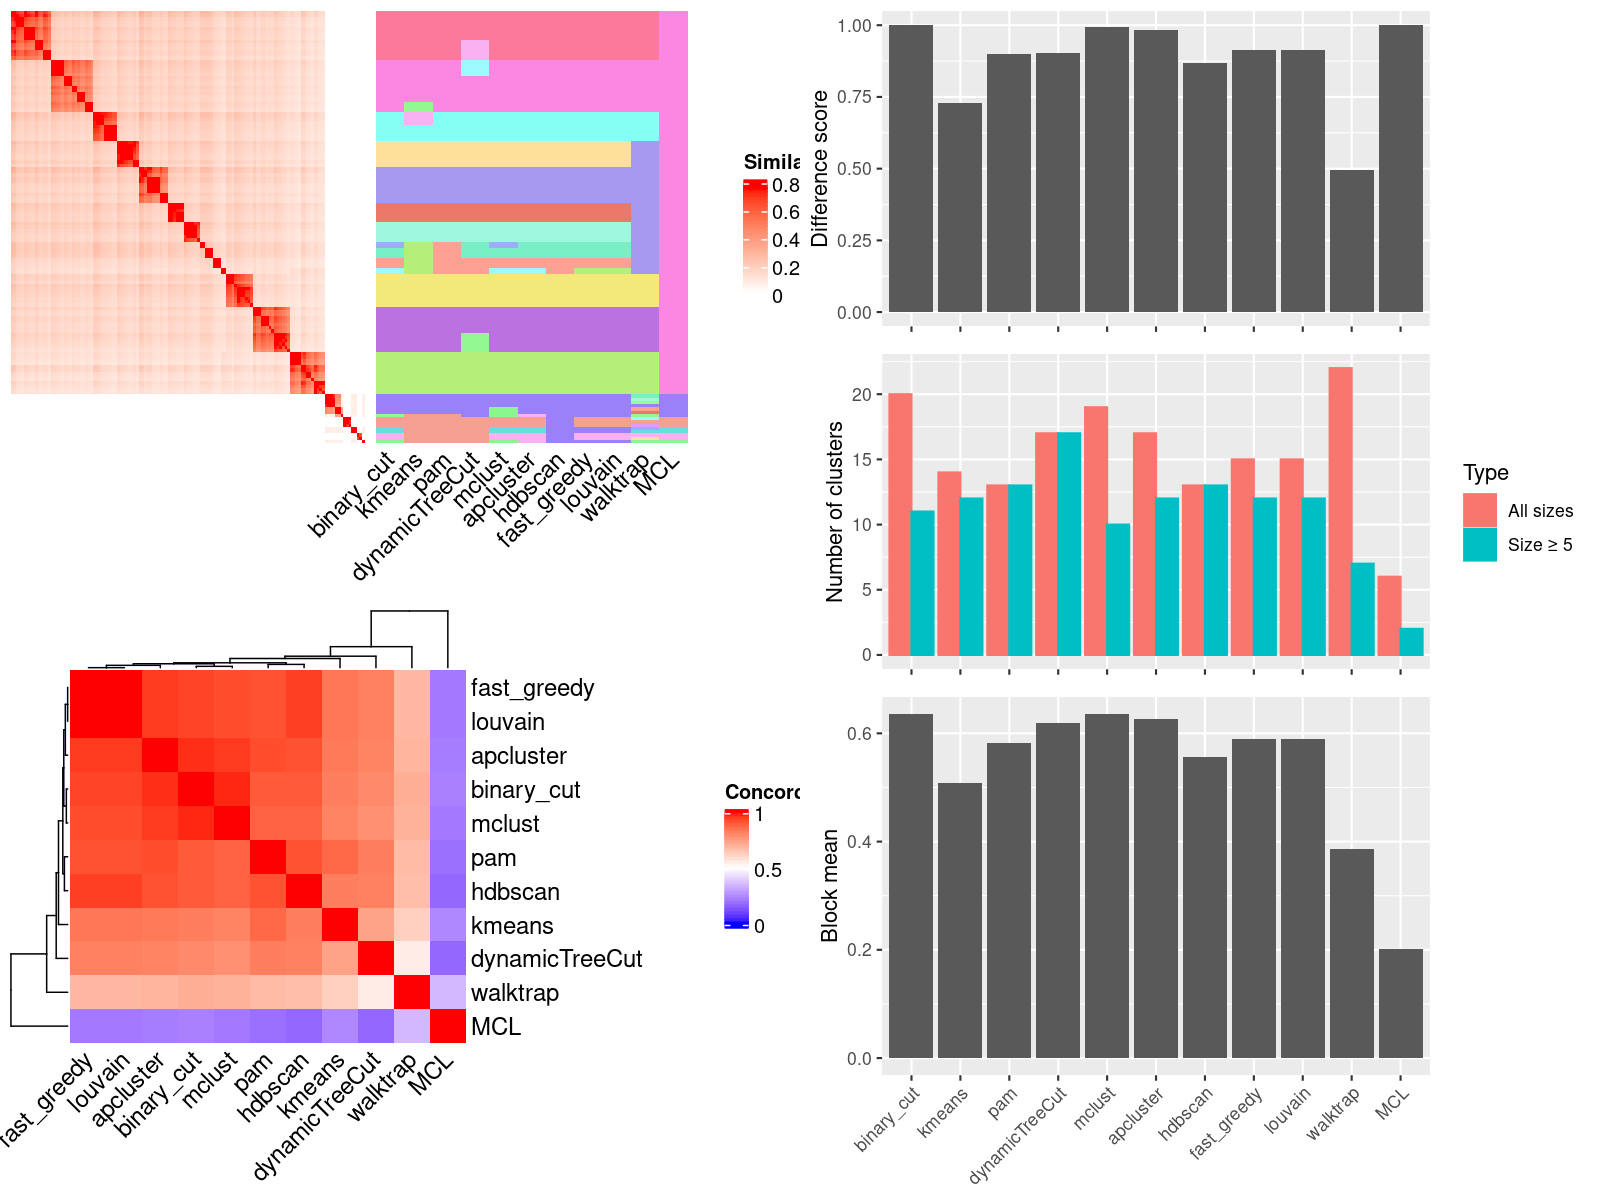 Simila
0.8
0.6
0.4
0.2
0
binary_cut
kmeans
pam
dynamicTreeCut
mclust
apcluster
hdbscan
fast_greedy
louvain
walktrap
MCL
fast_greedy
louvain
apcluster
binary_cut
mclust
pam
hdbscan
kmeans
dynamicTreeCut
walktrap
MCL
Concord
1
0.5
0
fast_greedy
louvain
apcluster
binary_cut
mclust
pam
hdbscan
kmeans
dynamicTreeCut
walktrap
MCL
Difference score
1.00
0.75
0.50
0.25
0.00
Number of clusters
20
15
10
5
0
Type
All sizes
Size ≥ 5
Block mean
0.6
0.4
0.2
0.0
binary_cut
kmeans
pam
dynamicTreeCut
mclust
apcluster
hdbscan
fast_greedy
louvain
walktrap
MCL